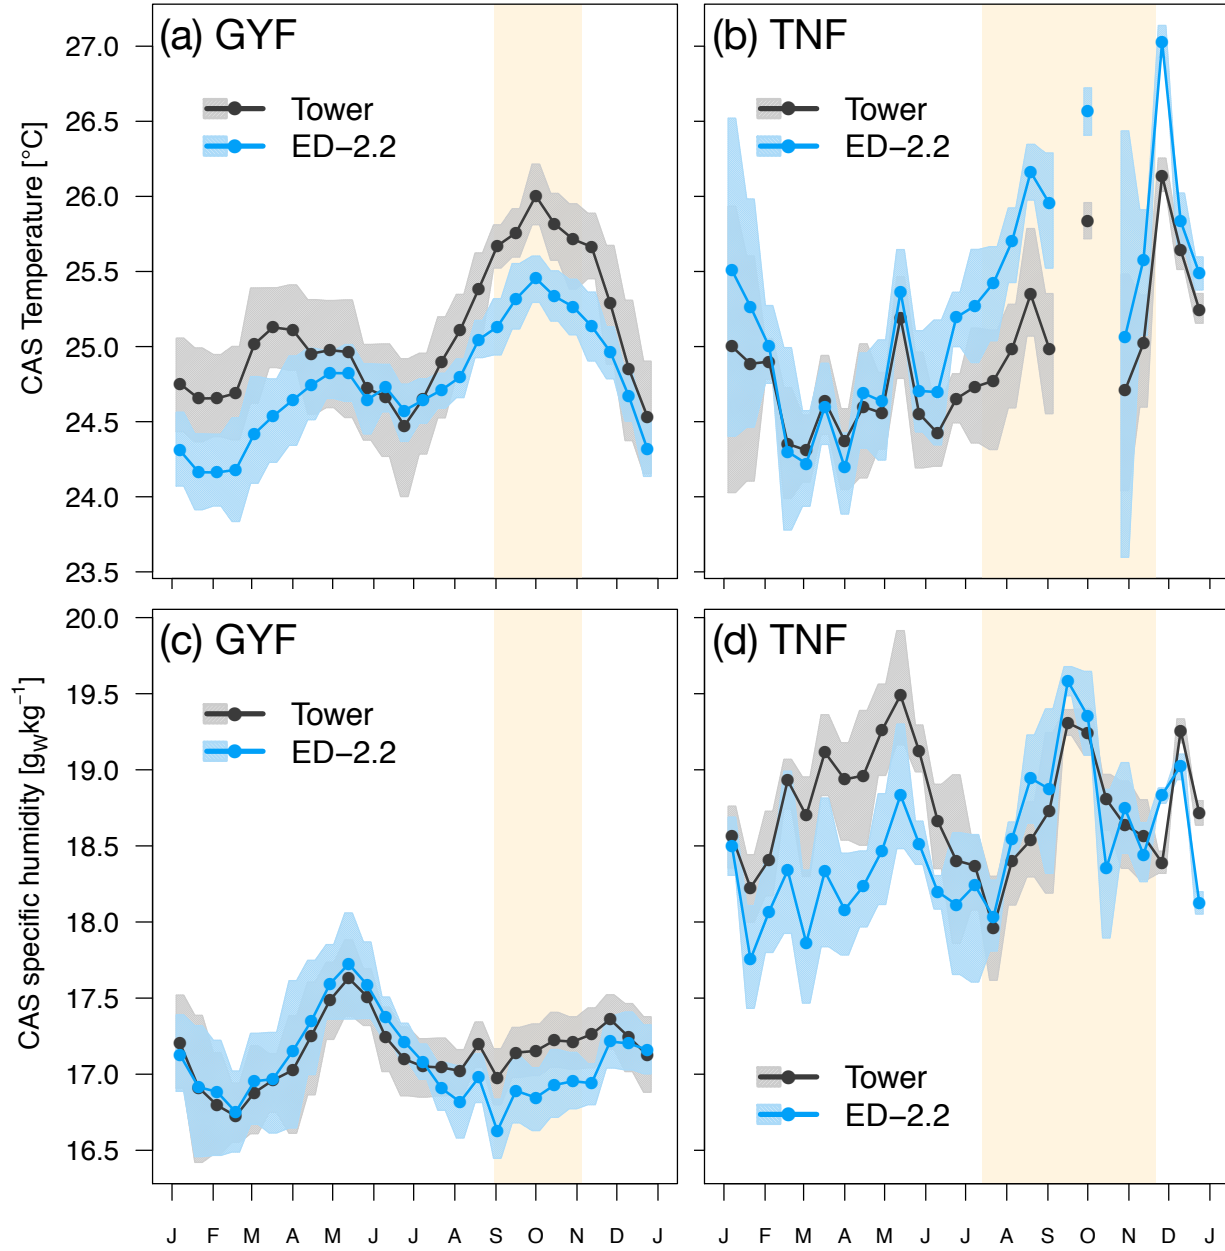 (a) GYF
Tower
ED−2.2
CAS Temperature [°C]
27.0
26.5
26.0
25.5
25.0
24.5
24.0
23.5
J F M A M J J A S O N D J
(b) TNF
Tower
ED−2.2
J F M A M J J A S O N D J
(c) GYF
Tower
ED−2.2
CAS specific humidity [gWkg−1]
20.0
19.5
19.0
18.5
18.0
17.5
17.0
16.5
(d) TNF
Tower
ED−2.2